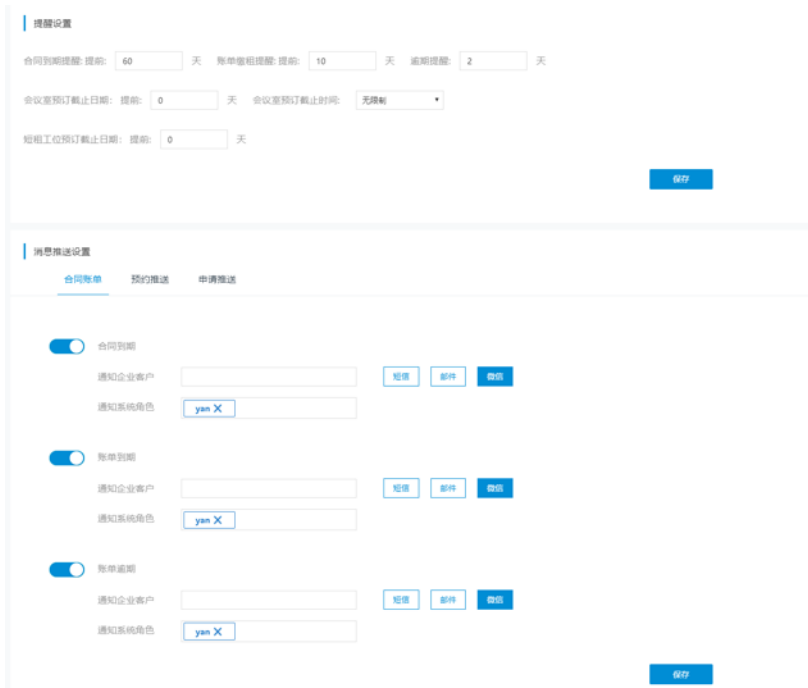 提醒设置
合同到期提醒: 提前: 60 天 账单催租提醒: 提前: 10 天 逾期提醒: 2 天
会议室预订截止日期: 提前: 0 天 会议室预订截止时间: 无限制
短租工位预订截止日期: 提前: 0 天
保存
消息推送设置
合同账单 预约推送 申请推送
合同到期
通知企业客户 短信 邮件 微信
通知系统角色 yan X
账单到期
通知企业客户 短信 邮件 微信
通知系统角色 yan X
账单逾期
通知企业客户 短信 邮件 微信
通知系统角色 yan X
保存